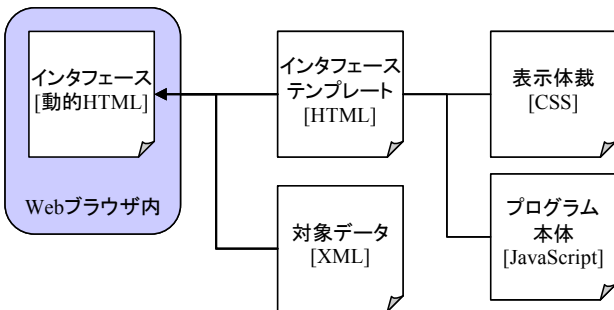 インタフェース
[動的HTML]
Webブラウザ内
インタフェース
テンプレート
[HTML]
対象データ
[XML]
表示体裁
[CSS]
プログラム
本体
[JavaScript]